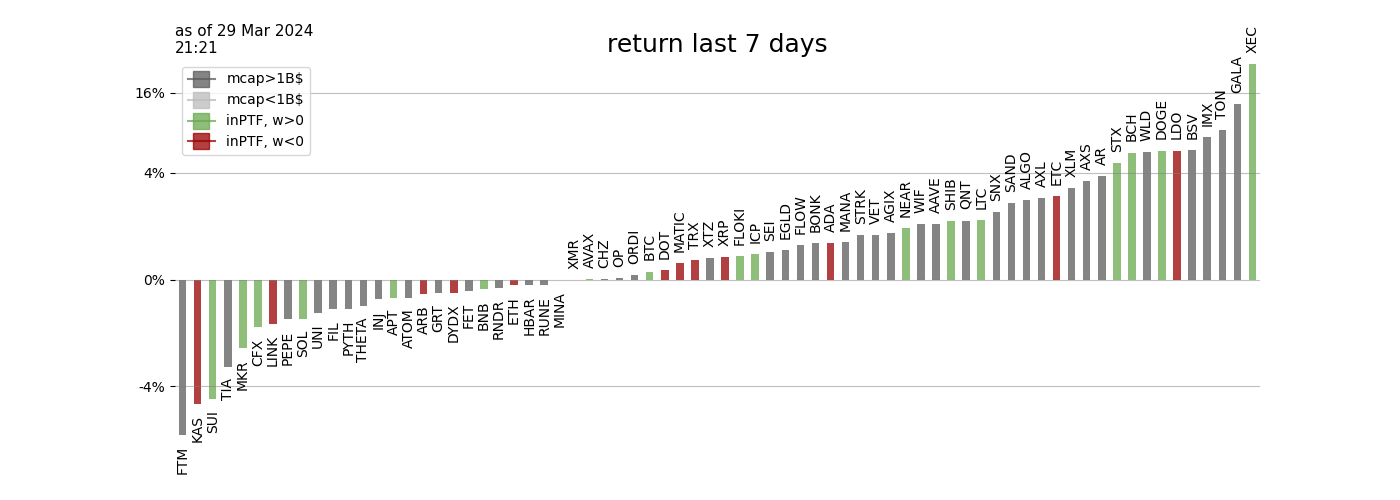 as of 29 Mar 2024
21:21
return last 7 days
mcap>1B$
mcap<1B$
inPTF, w>0
inPTF, w<0
16%
4%
0%
-4%
FTM
KAS
SUI
TIA
MKR
CFX
LINK
PEPE
SOL
UNI
FIL
PYTH
THETA
INJ
APT
ATOM
ARB
GRT
DYDX
FET
BNB
RNDR
ETH
HBAR
RUNE
MINA
XMR
AVAX
CHZ
OP
ORDI
BTC
DOT
MATIC
TRX
XTZ
XRP
FLOKI
ICP
SEI
EGLD
FLOW
BONK
ADA
MANA
STRK
VET
AGIX
NEAR
WIF
AAVE
SHIB
QNT
LTC
SNX
SAND
ALGO
AXL
ETC
XLM
AXS
AR
STX
BCH
WLD
DOGE
LDO
BSV
IMX
TON
GALA
XEC